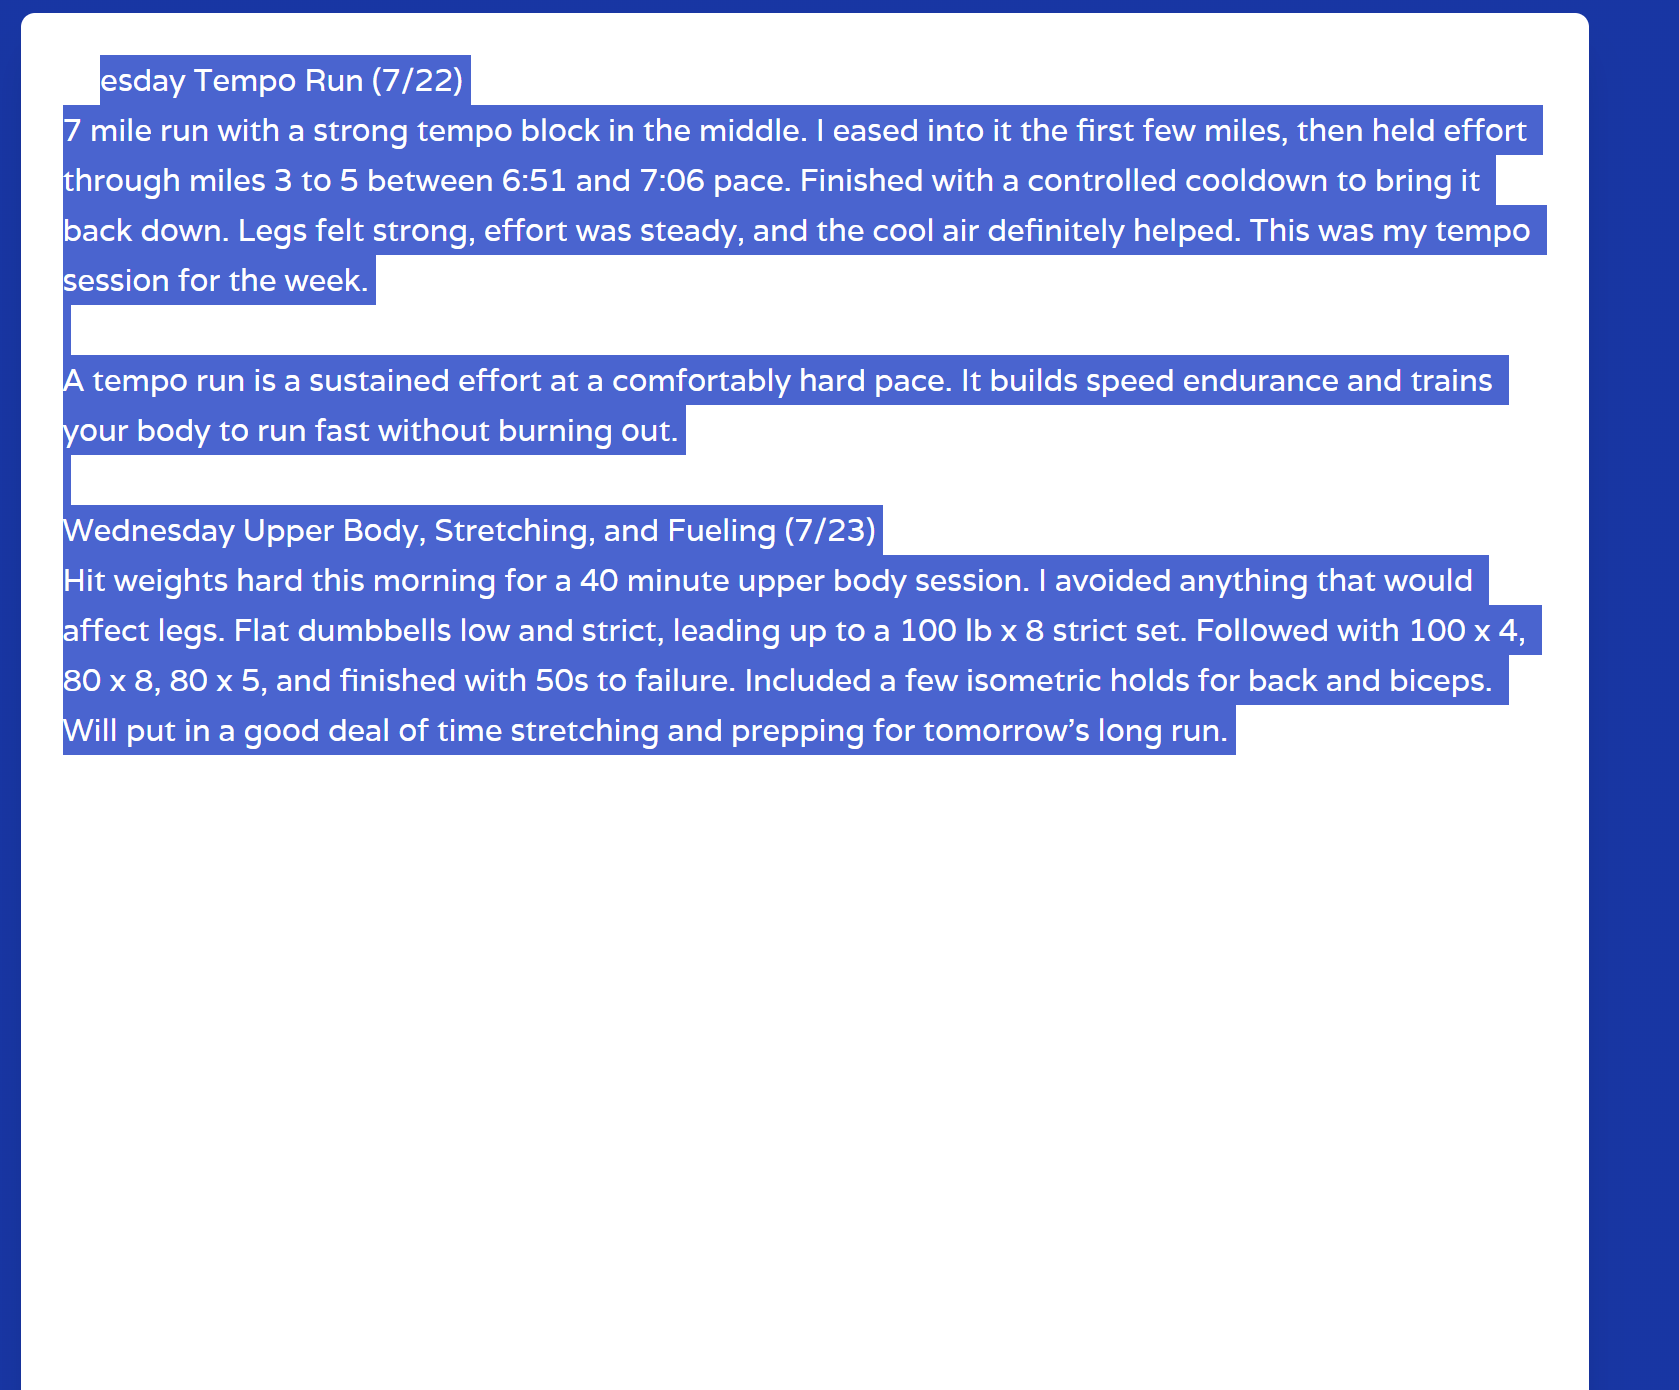 esday Tempo Run (7/22)
7 mile run with a strong tempo block in the middle. I eased into it the first few miles, then held effort
through miles 3 to 5 between 6:51 and 7:06 pace. Finished with a controlled cooldown to bring it
back down. Legs felt strong, effort was steady, and the cool air definitely helped. This was my tempo
session for the week.
A tempo run is a sustained effort at a comfortably hard pace. It builds speed endurance and trains
your body to run fast without burning out.
Wednesday Upper Body, Stretching, and Fueling (7/23)
Hit weights hard this morning for a 40 minute upper body session. I avoided anything that would
affect legs. Flat dumbbells low and strict, leading up to a 100 lb x 8 strict set. Followed with 100 x 4,
80 x 8, 80 x 5, and finished with 50s to failure. Included a few isometric holds for back and biceps.
Will put in a good deal of time stretching and prepping for tomorrow’s long run.